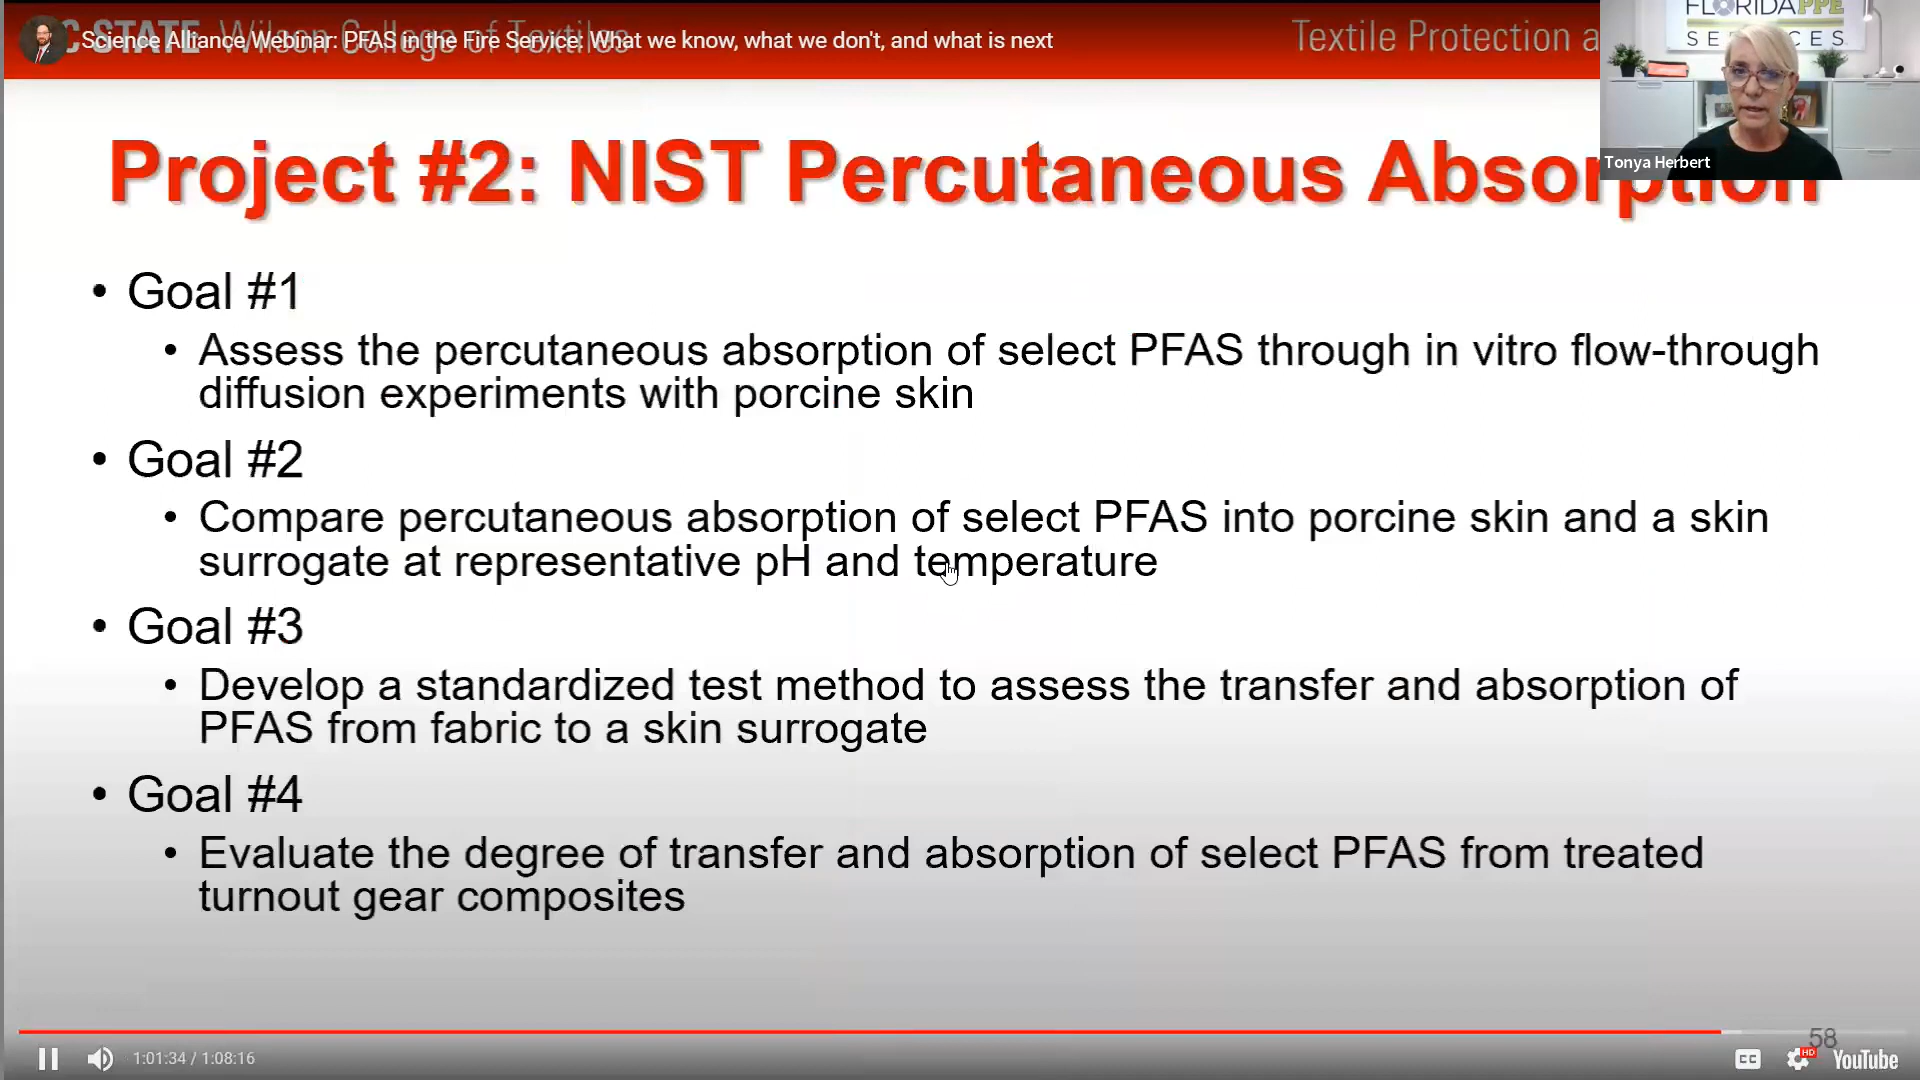 C STATE Wilson College of Textiles
Science Alliance Webinar: PFAS in the Fire Service: What we know, what we don't, and what is next
Textile Protection a
FLORIDAPPE
SE CES
Tonya Herbert
Project #2: NIST Percutaneous Absorption
• Goal #1
• Assess the percutaneous absorption of select PFAS through in vitro flow-through
diffusion experiments with porcine skin
• Goal #2
• Compare percutaneous absorption of select PFAS into porcine skin and a skin
surrogate at representative pH and temperature
• Goal #3
• Develop a standardized test method to assess the transfer and absorption of
PFAS from fabric to a skin surrogate
• Goal #4
• Evaluate the degree of transfer and absorption of select PFAS from treated
turnout gear composites
58
1:01:34 / 1:08:16
CC
HD
YouTube